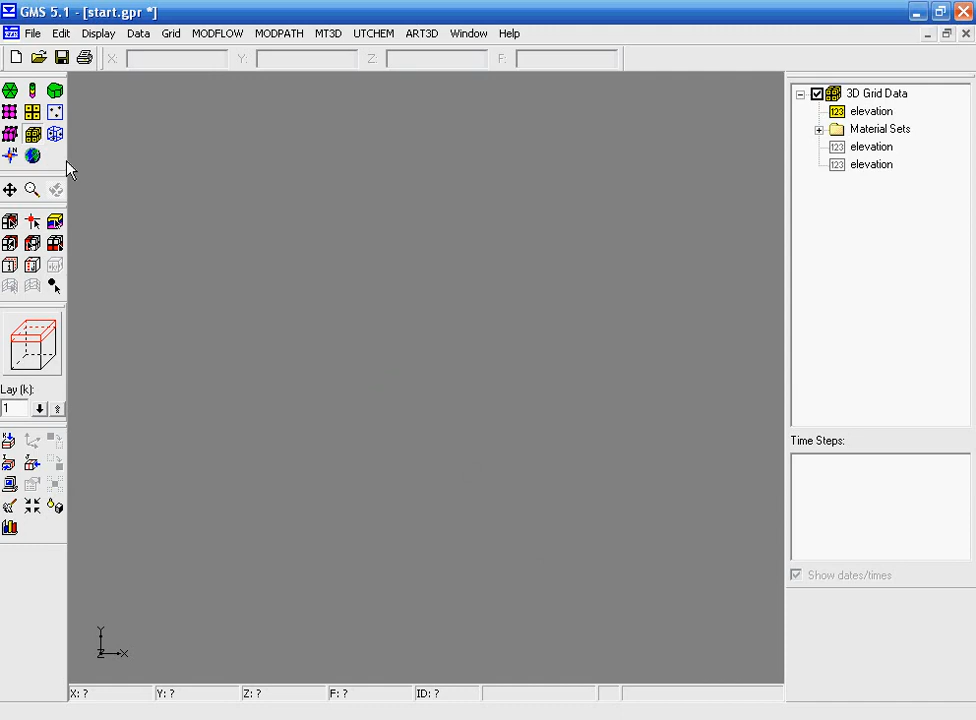 GMS 5.1 - [start.gpr *]
File Edit Display Data Grid MODFLOW MODPATH MT3D UTCHEM ART3D Window Help
X: Y: Z: F:
3D Grid Data
elevation
Material Sets
elevation
elevation
Lay (k):
1
Time Steps:
Show dates/times
Y
Z X
X: ? Y: ? Z: ? F: ? ID: ?